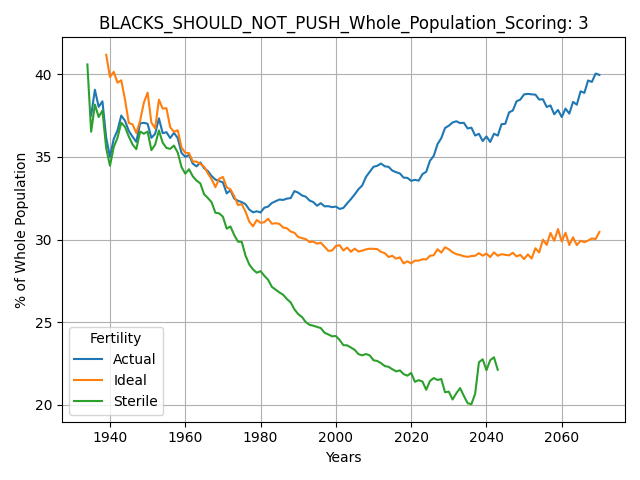 BLACKS_SHOULD_NOT_PUSH_Whole_Population_Scoring: 3
% of Whole Population
40
35
30
25
20
Fertility
Actual
Ideal
Sterile
1940 1960 1980 2000 2020 2040 2060
Years